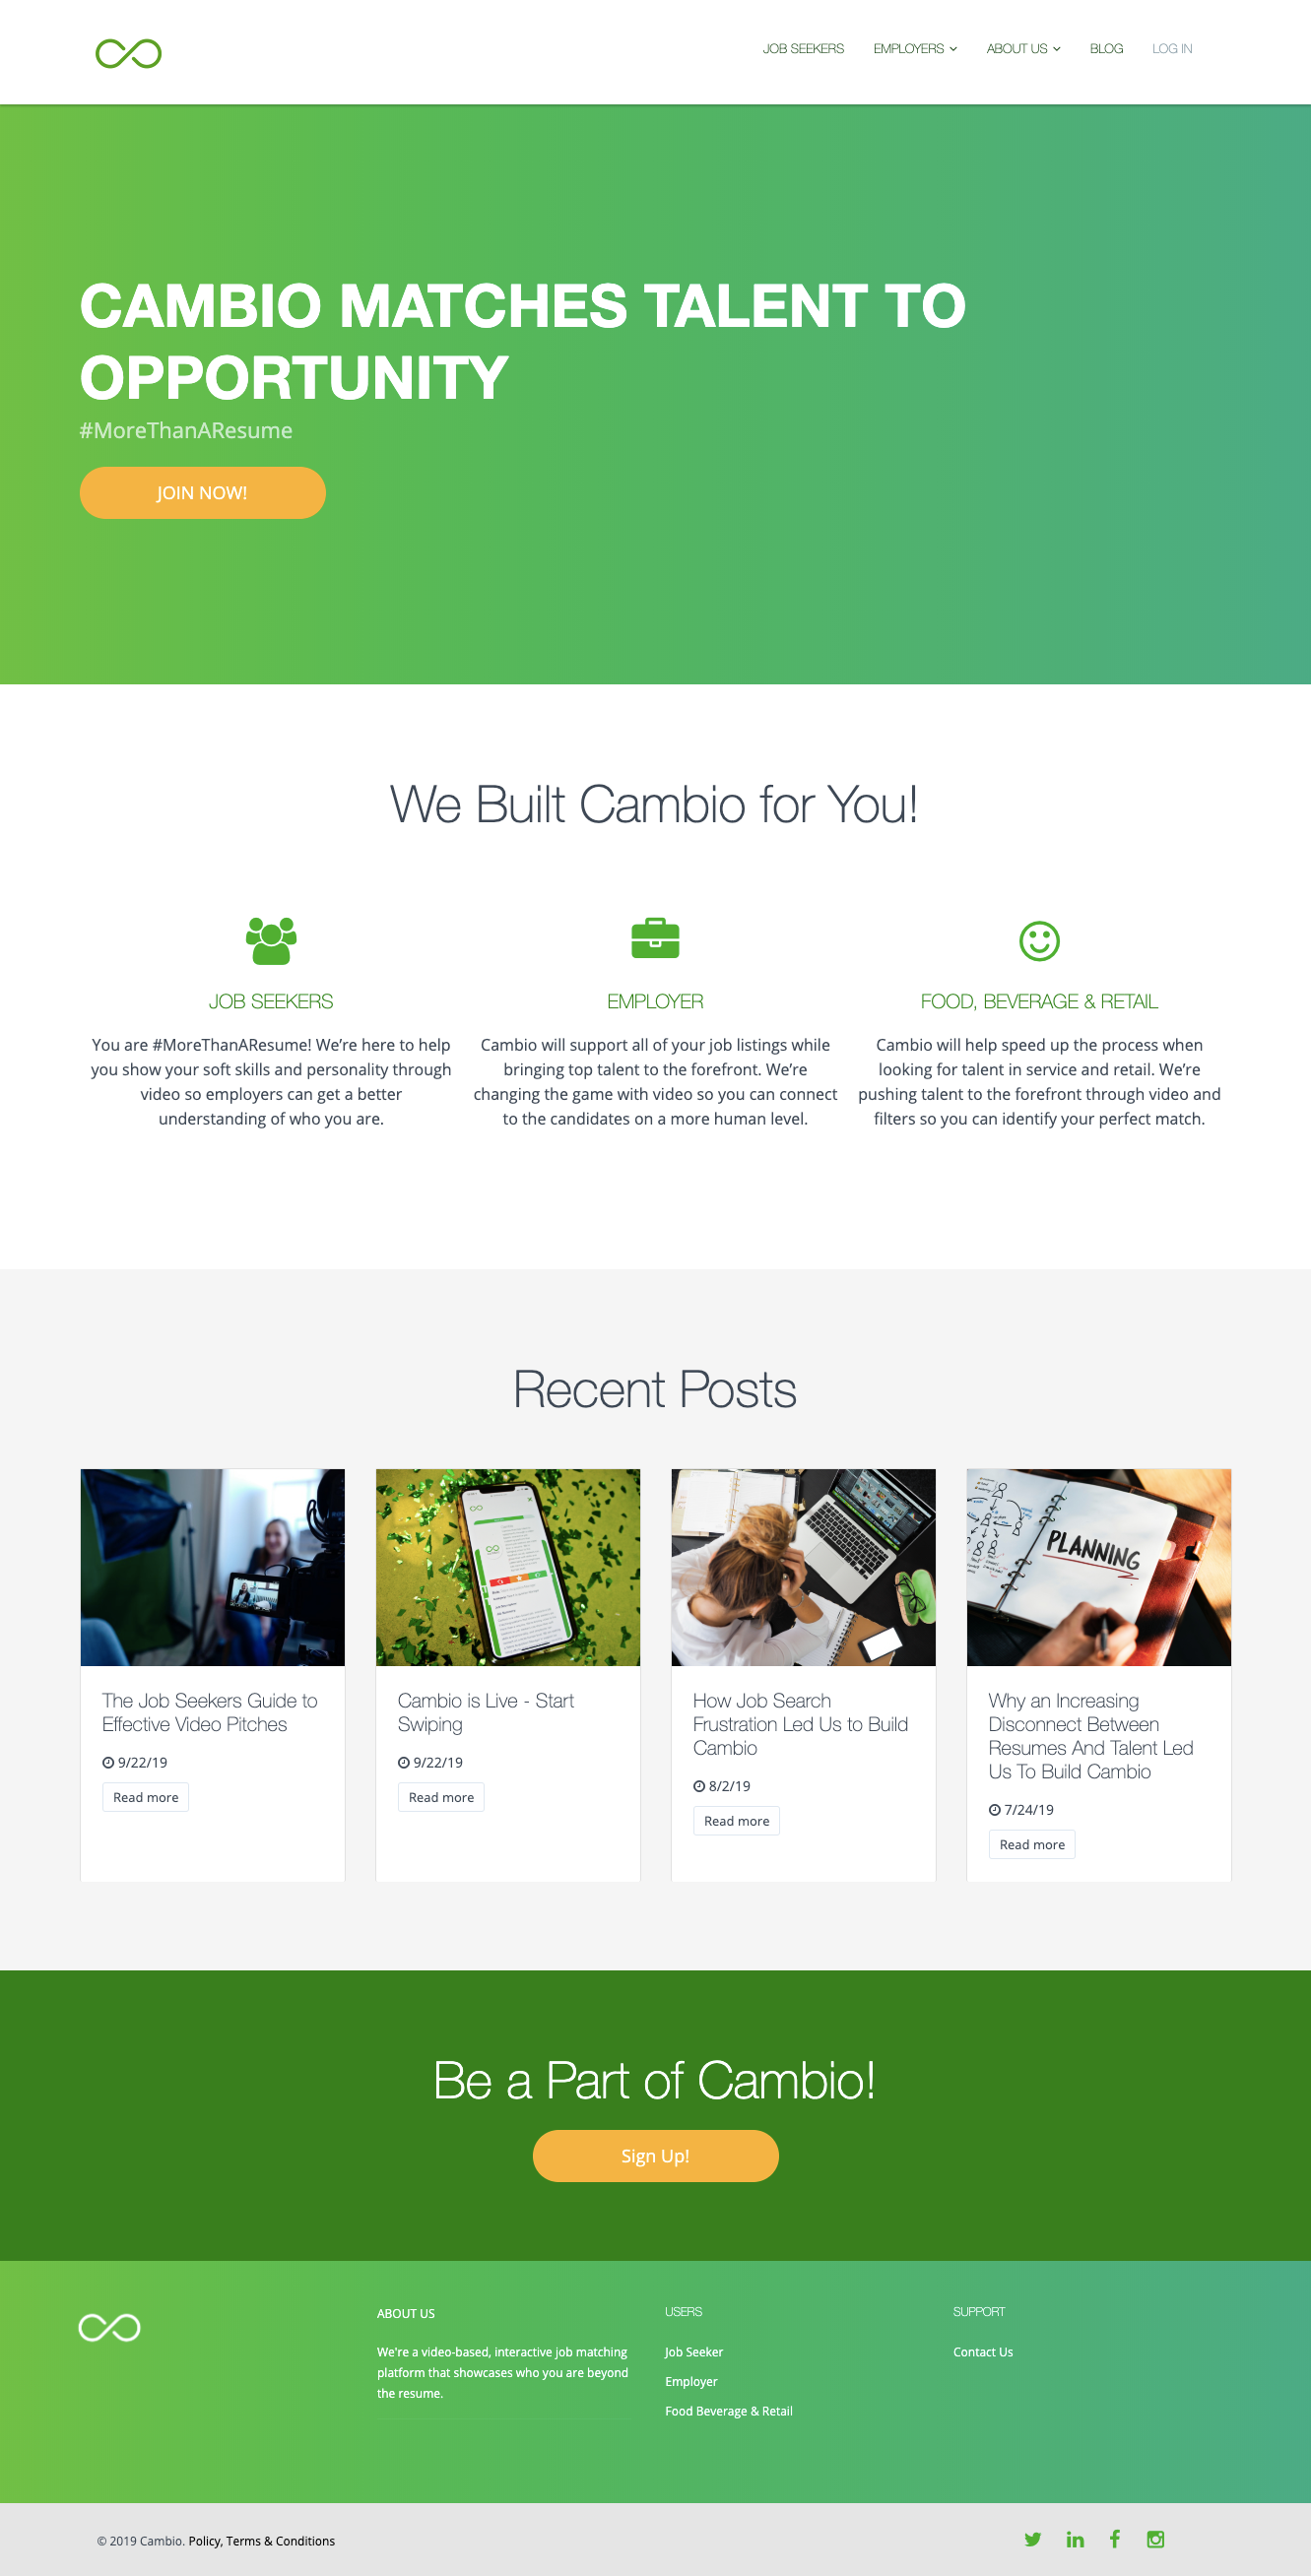 JOB SEEKERS
EMPLOYERS
ABOUT US
BLOG
LOG IN
CAMBIO MATCHES TALENT TO
OPPORTUNITY
#MoreThanAResume
JOIN NOW!
We Built Cambio for You!
JOB SEEKERS
You are #MoreThanAResume! We’re here to help
you show your soft skills and personality through
video so employers can get a better
understanding of who you are.
EMPLOYER
Cambio will support all of your job listings while
bringing top talent to the forefront. We’re
changing the game with video so you can connect
to the candidates on a more human level.
FOOD, BEVERAGE & RETAIL
Cambio will help speed up the process when
looking for talent in service and retail. We’re
pushing talent to the forefront through video and
filters so you can identify your perfect match.
Recent Posts
The Job Seekers Guide to
Effective Video Pitches
9/22/19
Read more
Cambio is Live - Start
Swiping
9/22/19
Read more
How Job Search
Frustration Led Us to Build
Cambio
8/2/19
Read more
PLANNING
Why an Increasing
Disconnect Between
Resumes And Talent Led
Us To Build Cambio
7/24/19
Read more
Be a Part of Cambio!
Sign Up!
ABOUT US
We're a video-based, interactive job matching
platform that showcases who you are beyond
the resume.
USERS
Job Seeker
Employer
Food Beverage & Retail
SUPPORT
Contact Us
© 2019 Cambio. Policy, Terms & Conditions